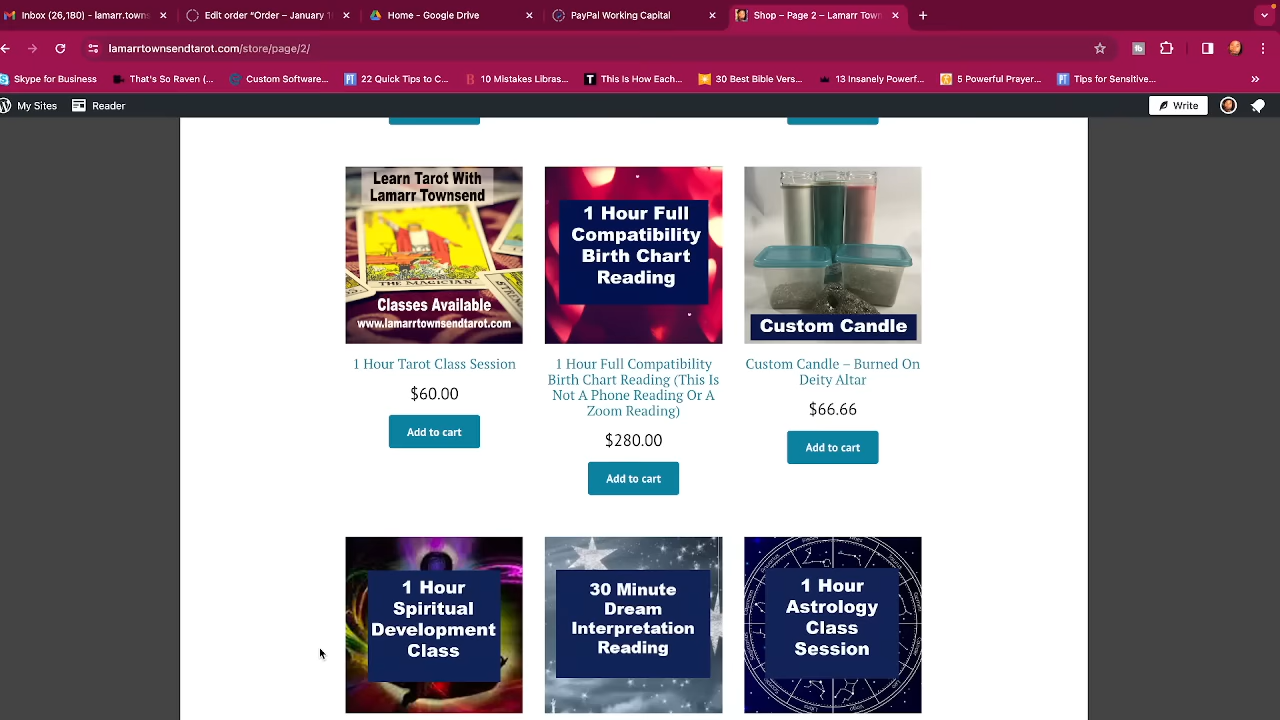 Inbox (26,180) - lamarr.towns
Edit order “Order – January 1
Home - Google Drive
PayPal Working Capital
Shop – Page 2 – Lamarr Town
lamarrtownsendtarot.com/store/page/2/
Skype for Business
That's So Raven (...
Custom Software...
22 Quick Tips to C...
10 Mistakes Libras...
This Is How Each...
30 Best Bible Vers...
13 Insanely Powerf...
5 Powerful Prayer...
Tips for Sensitive...
My Sites
Reader
Write
Learn Tarot With
Lamarr Townsend
THE MAGICIAN
Classes Available
www.lamarrtownsendtarot.com
1 Hour Tarot Class Session
$60.00
Add to cart
1 Hour Full
Compatibility
Birth Chart
Reading
1 Hour Full Compatibility
Birth Chart Reading (This Is
Not A Phone Reading Or A
Zoom Reading)
$280.00
Add to cart
Custom Candle
Custom Candle – Burned On
Deity Altar
$66.66
Add to cart
1 Hour
Spiritual
Development
Class
30 Minute
Dream
Interpretation
Reading
1 Hour
Astrology
Class
Session